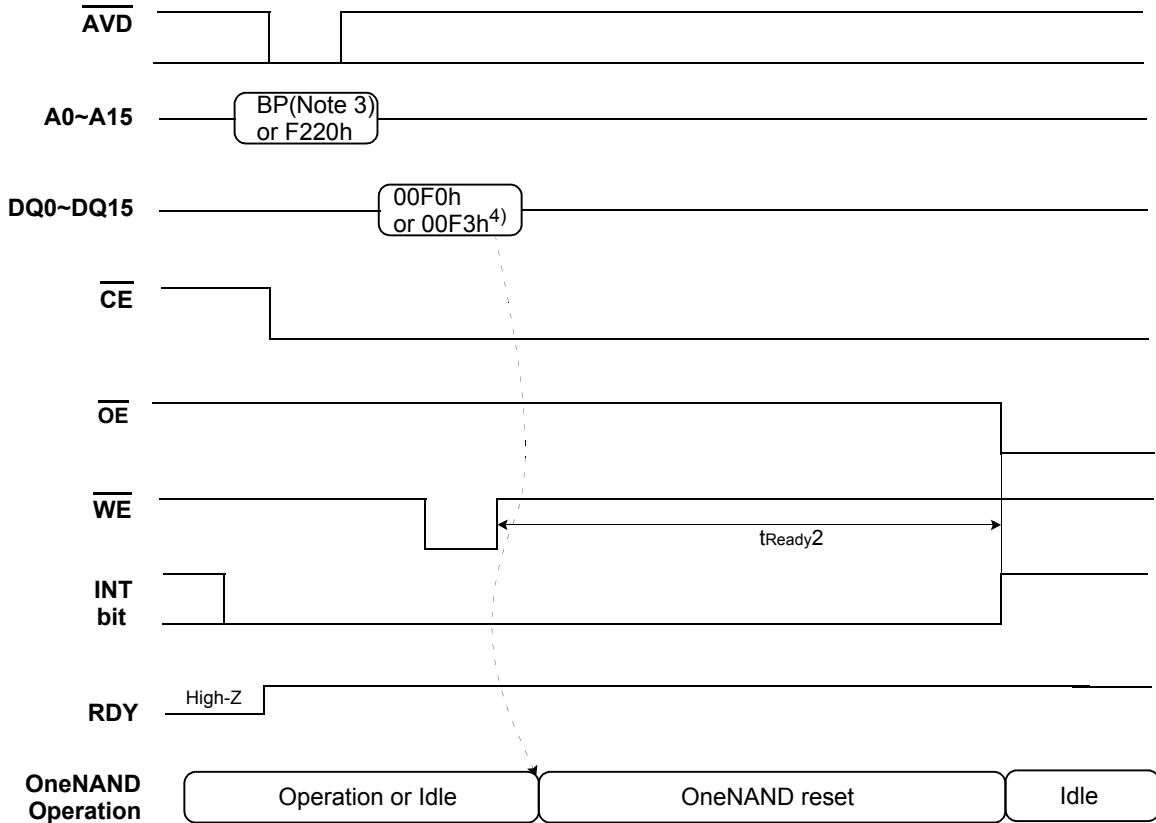 AVD
A0~A15
BP(Note 3)
or F220h
DQ0~DQ15
00F0h
or 00F3h4)
CE
OE
WE
tReady2
INT
bit
High-Z
RDY
OneNAND
Operation
Operation or Idle
OneNAND reset
Idle